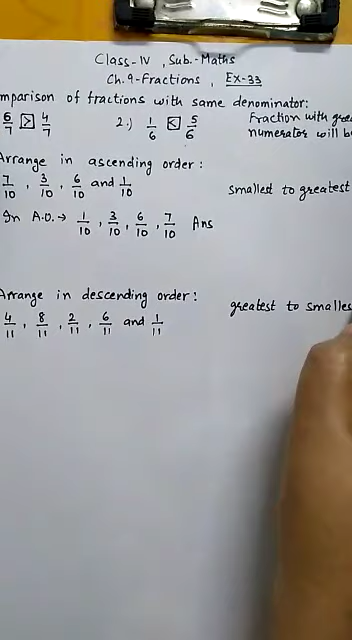 Class-IV, Sub.-Maths
Ch.9-Fractions, Ex-33
mparison of fractions with same denominator:
6/7 > 4/7 2.) 1/6 < 5/6 Fraction with gre
numerator will b
Arrange in ascending order:
7/10, 3/10, 6/10 and 1/10 smallest to greatest
In A.O.→ 1/10, 3/10, 6/10, 7/10 Ans
Arrange in descending order: greatest to smalles
4/11, 8/11, 2/11, 6/11 and 1/11